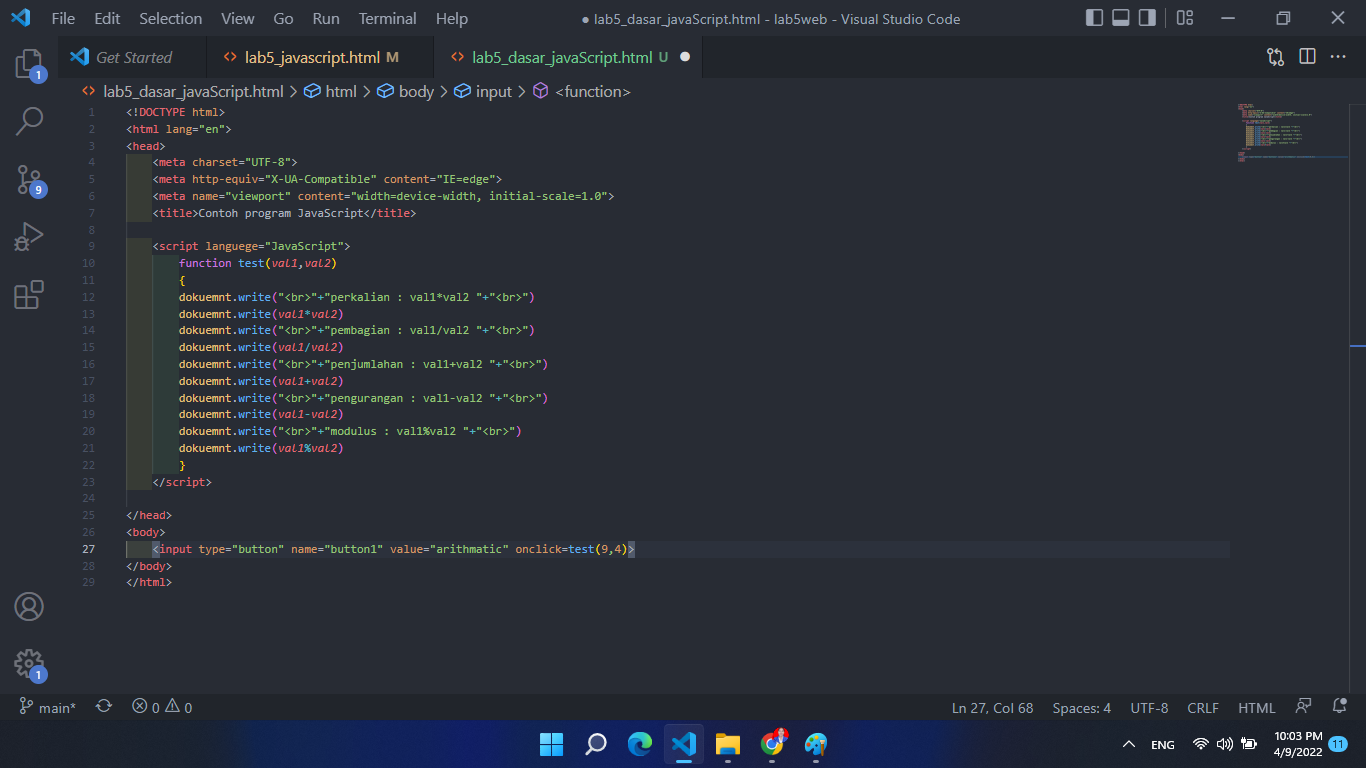 File Edit Selection View Go Run Terminal Help ● lab5_dasar_javaScript.html - lab5web - Visual Studio Code
Get Started <> lab5_javascript.html M <> lab5_dasar_javaScript.html U ●
<> lab5_dasar_javaScript.html > html > body > input > <function>
1 <!DOCTYPE html>
2 <html lang="en">
3 <head>
4 <meta charset="UTF-8">
5 <meta http-equiv="X-UA-Compatible" content="IE=edge">
6 <meta name="viewport" content="width=device-width, initial-scale=1.0">
7 <title>Contoh program JavaScript</title>
8
9 <script languege="JavaScript">
10 function test(val1,val2)
11 {
12 dokuemnt.write("<br>"+"perkalian : val1*val2 "+"<br>")
13 dokuemnt.write(val1*val2)
14 dokuemnt.write("<br>"+"pembagian : val1/val2 "+"<br>")
15 dokuemnt.write(val1/val2)
16 dokuemnt.write("<br>"+"penjumlahan : val1+val2 "+"<br>")
17 dokuemnt.write(val1+val2)
18 dokuemnt.write("<br>"+"pengurangan : val1-val2 "+"<br>")
19 dokuemnt.write(val1-val2)
20 dokuemnt.write("<br>"+"modulus : val1%val2 "+"<br>")
21 dokuemnt.write(val1%val2)
22 }
23 </script>
24
25 </head>
26 <body>
27 <input type="button" name="button1" value="arithmatic" onclick=test(9,4)>
28 </body>
29 </html>
1
9
1
main* 0 0 Ln 27, Col 68 Spaces: 4 UTF-8 CRLF HTML
ENG 10:03 PM 11
4/9/2022